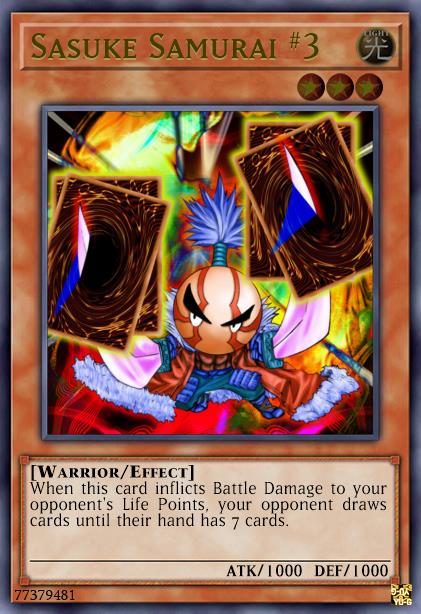 Sasuke Samurai #3
LIGHT
光
[Warrior/Effect]
When this card inflicts Battle Damage to your
opponent's Life Points, your opponent draws
cards until their hand has 7 cards.
ATK/1000 DEF/1000
77379481